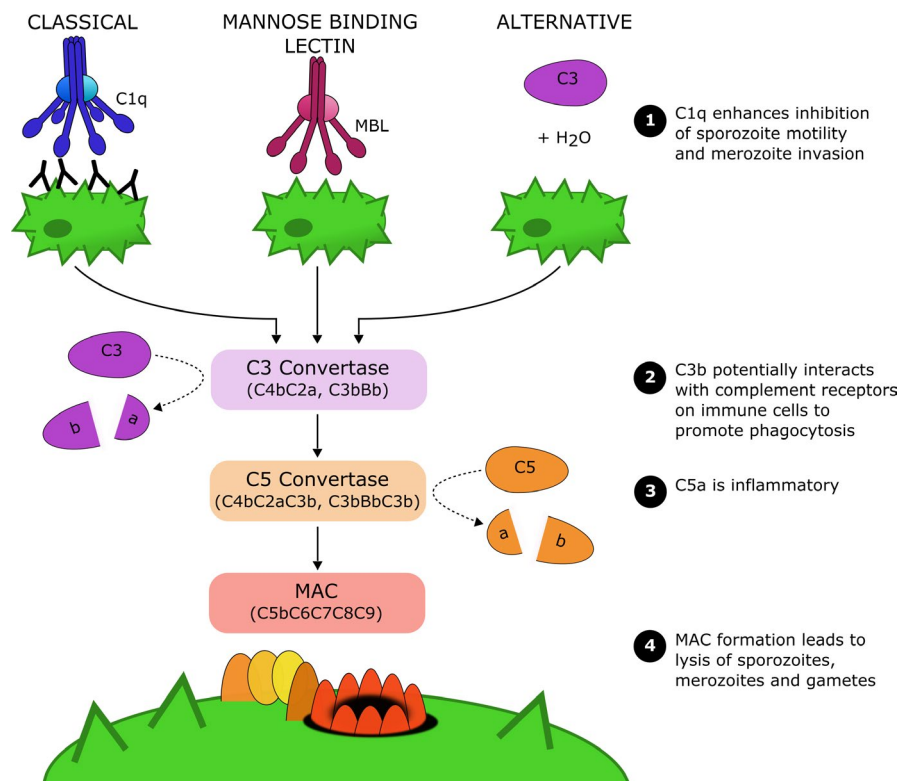 CLASSICAL
MANNOSE BINDING
LECTIN
ALTERNATIVE
C1q
MBL
C3
+ H2O
1
C1q enhances inhibition
of sporozoite motility
and merozoite invasion
C3
b
a
C3 Convertase
(C4bC2a, C3bBb)
2
C3b potentially interacts
with complement receptors
on immune cells to
promote phagocytosis
C5 Convertase
(C4bC2aC3b, C3bBbC3b)
C5
a
b
3
C5a is inflammatory
MAC
(C5bC6C7C8C9)
4
MAC formation leads to
lysis of sporozoites,
merozoites and gametes